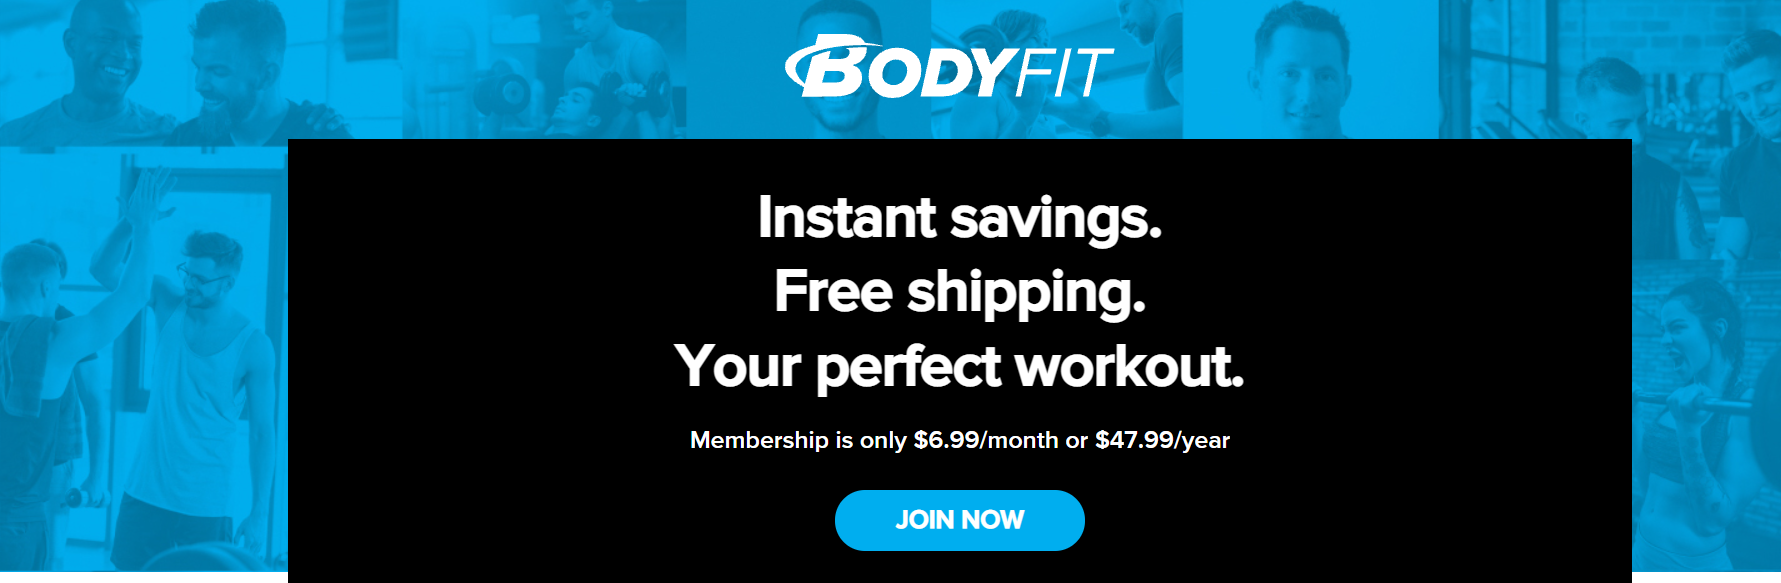 BODYFIT
Instant savings.
Free shipping.
Your perfect workout.
Membership is only $6.99/month or $47.99/year
JOIN NOW